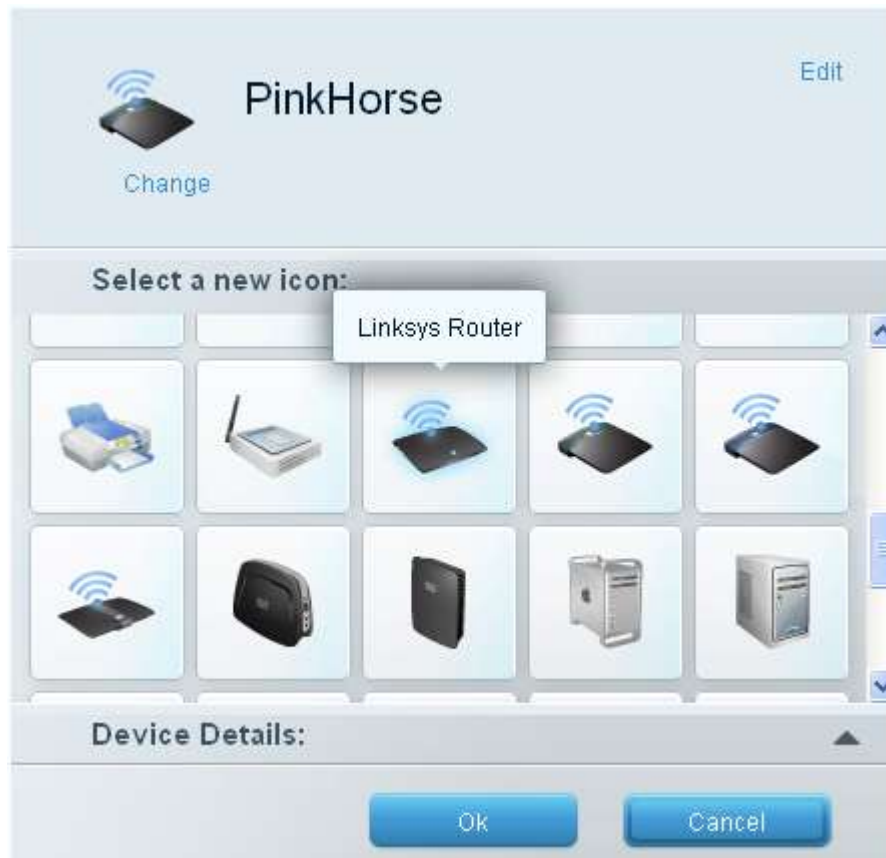 PinkHorse
Edit
Change
Select a new icon:
Linksys Router
Device Details:
Ok
Cancel